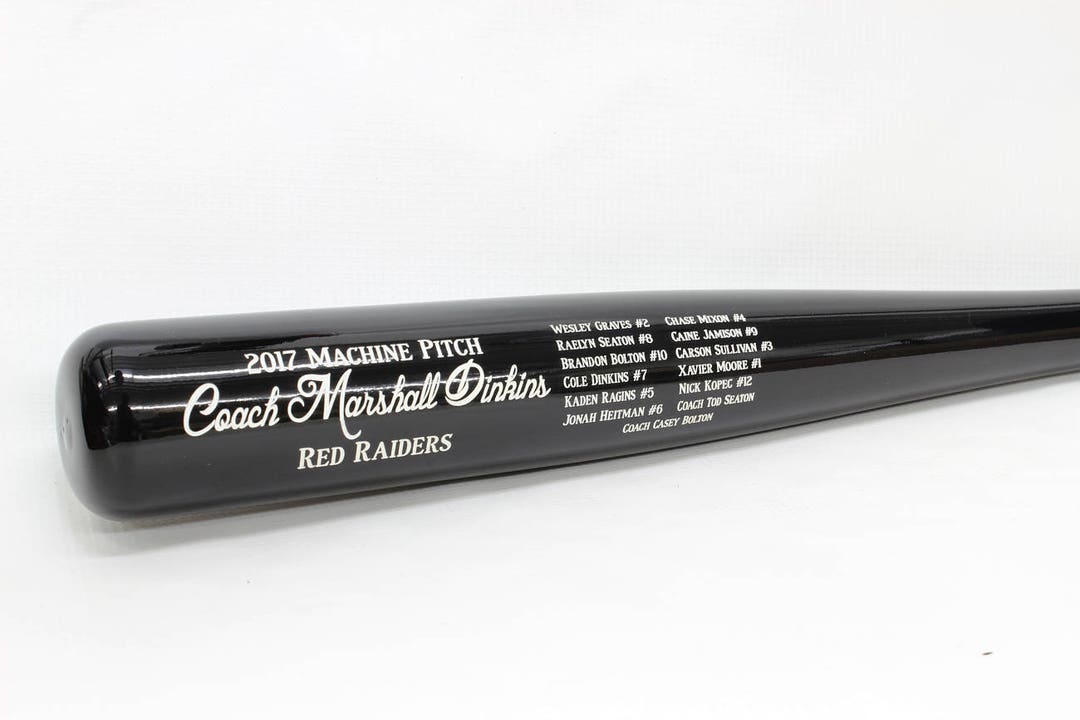 2017 Machine Pitch
Coach Marshall Dinkins
Red Raiders
Wesley Graves #2 Chase Mixon #4
Raelyn Seaton #8 Caine Jamison #9
Brandon Bolton #10 Carson Sullivan #3
Cole Dinkins #7 Xavier Moore #1
Kaden Ragins #5 Nick Kopec #12
Jonah Heitman #6 Coach Tod Seaton
Coach Casey Bolton